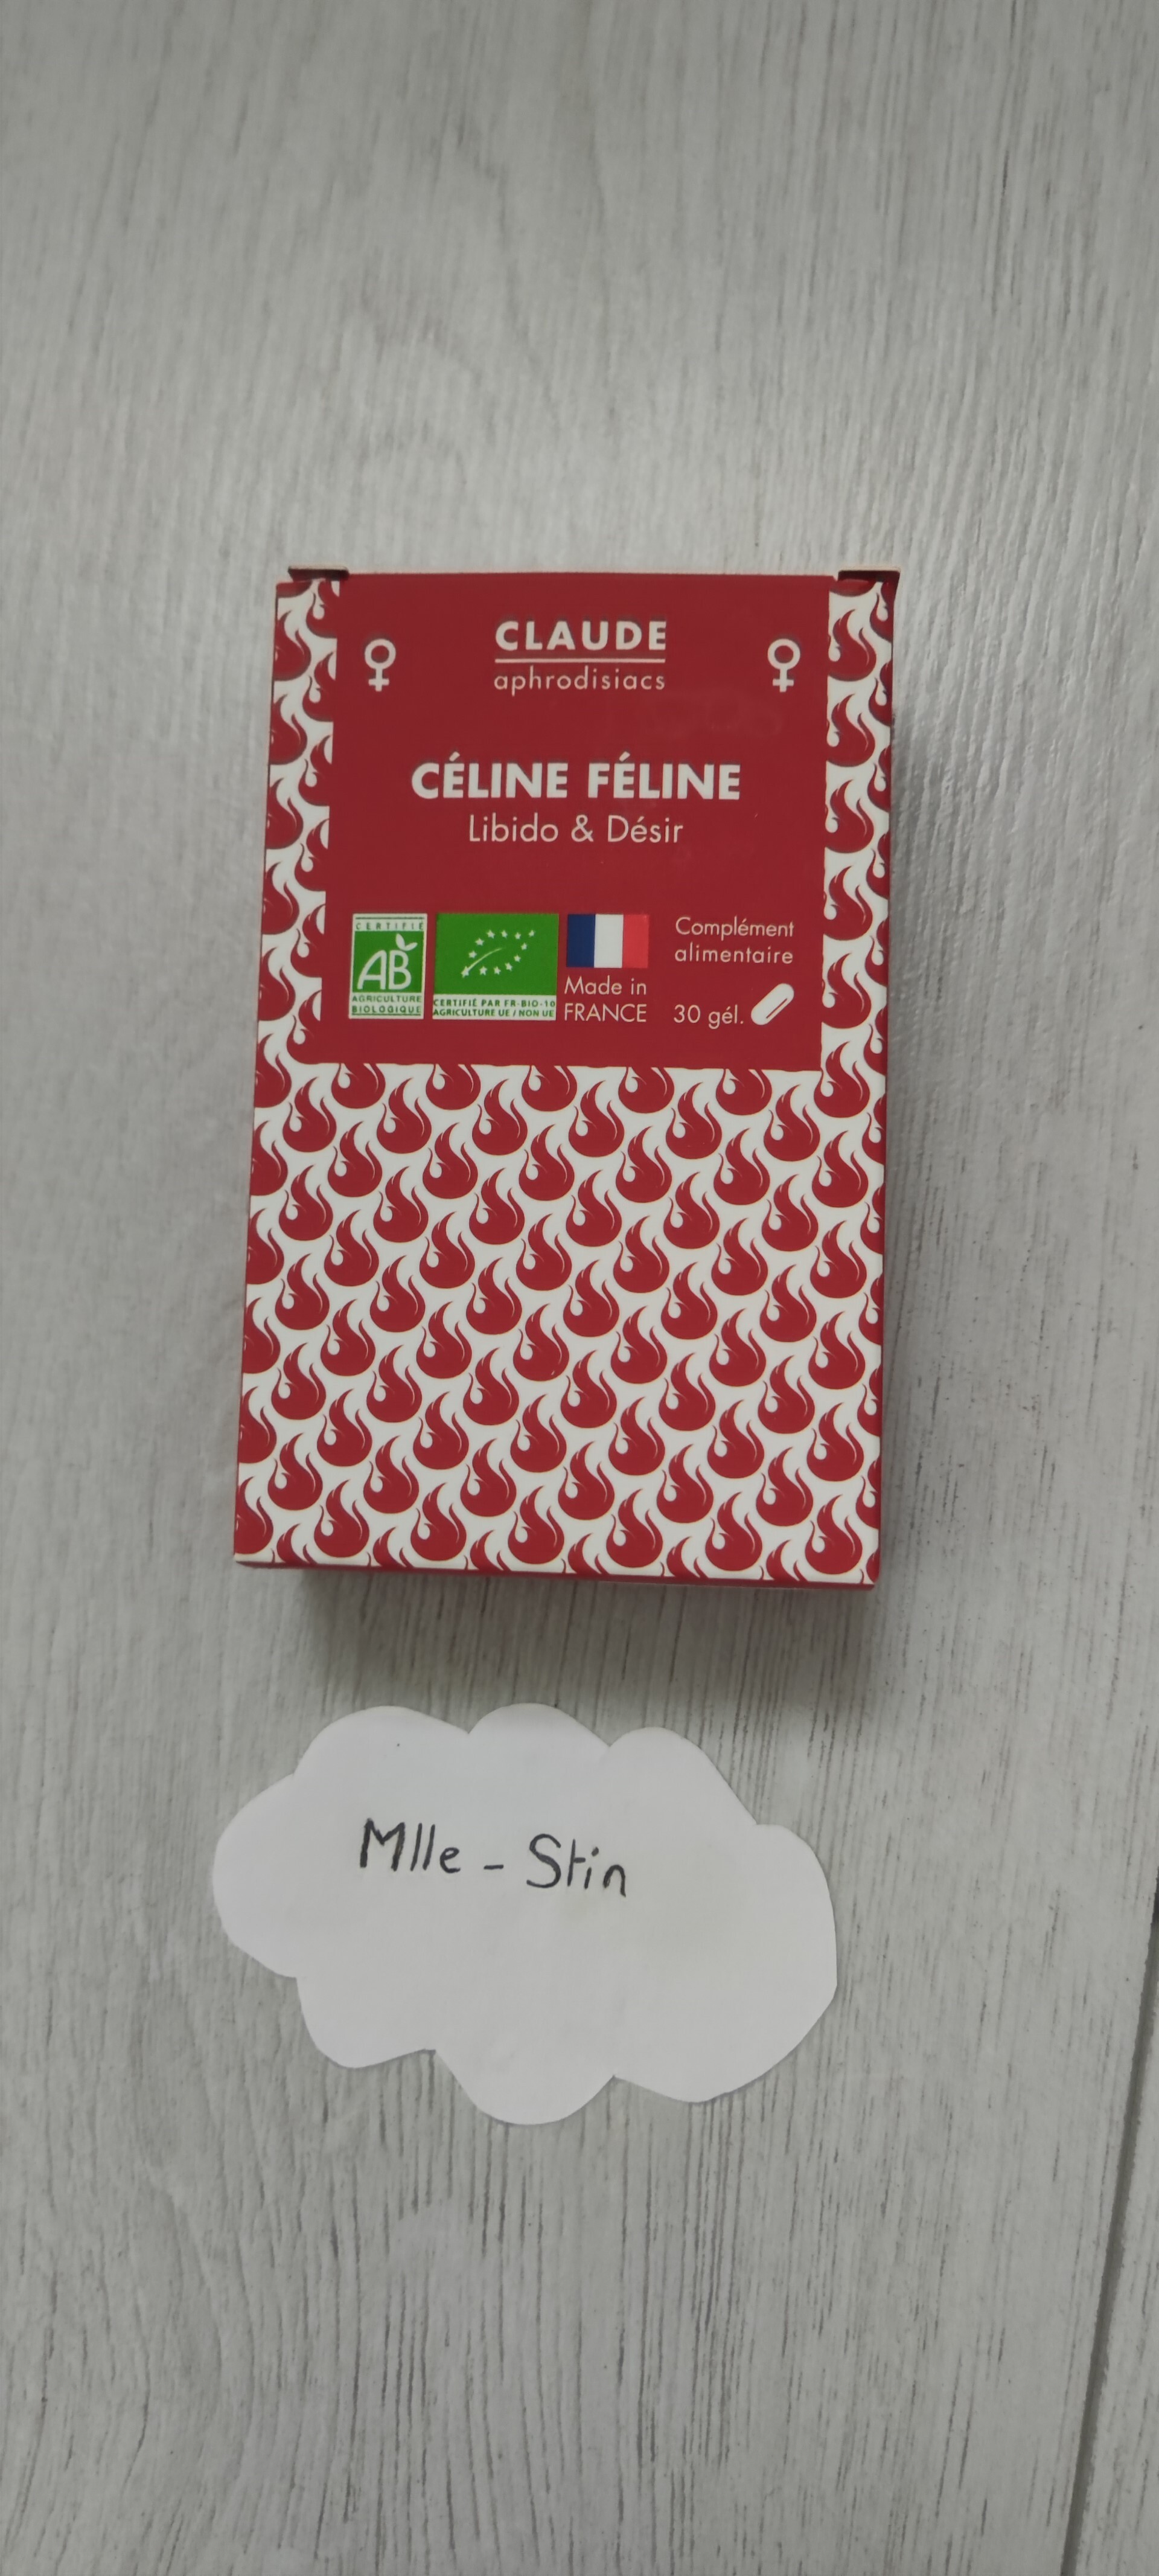 CLAUDE
aphrodisiacs
CÉLINE FÉLINE
Libido & Désir
CERTIFIÉ
AB
AGRICULTURE
BIOLOGIQUE
CERTIFIÉ PAR FR-BIO-10
AGRICULTURE UE / NON UE
Made in
FRANCE
Complément
alimentaire
30 gél.
Mlle - Stin